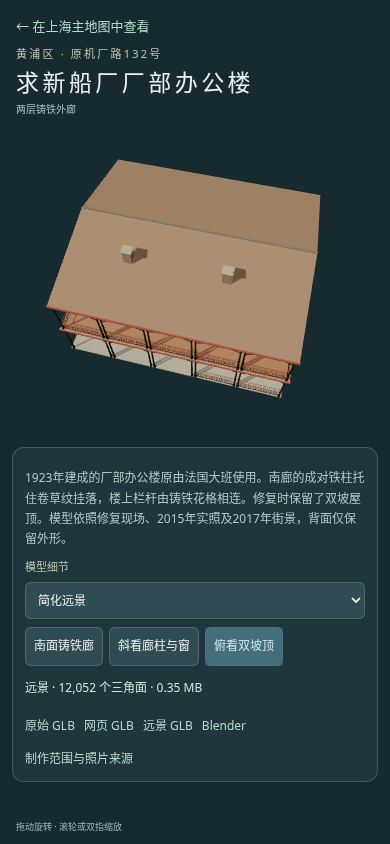 ← 在上海主地图中查看
黄浦区 · 原机厂路132号
求新船厂厂部办公楼
两层铸铁外廊
1923年建成的厂部办公楼原由法国大班使用。南廊的成对铁柱托
住卷草纹挂落，楼上栏杆由铸铁花格相连。修复时保留了双坡屋
顶。模型依照修复现场、2015年实照及2017年街景，背面仅保
留外形。
模型细节
简化远景
南面铸铁廊 斜看廊柱与窗 俯看双坡顶
远景 · 12,052 个三角面 · 0.35 MB
原始 GLB 网页 GLB 远景 GLB Blender
制作范围与照片来源
拖动旋转 · 滚轮或双指缩放